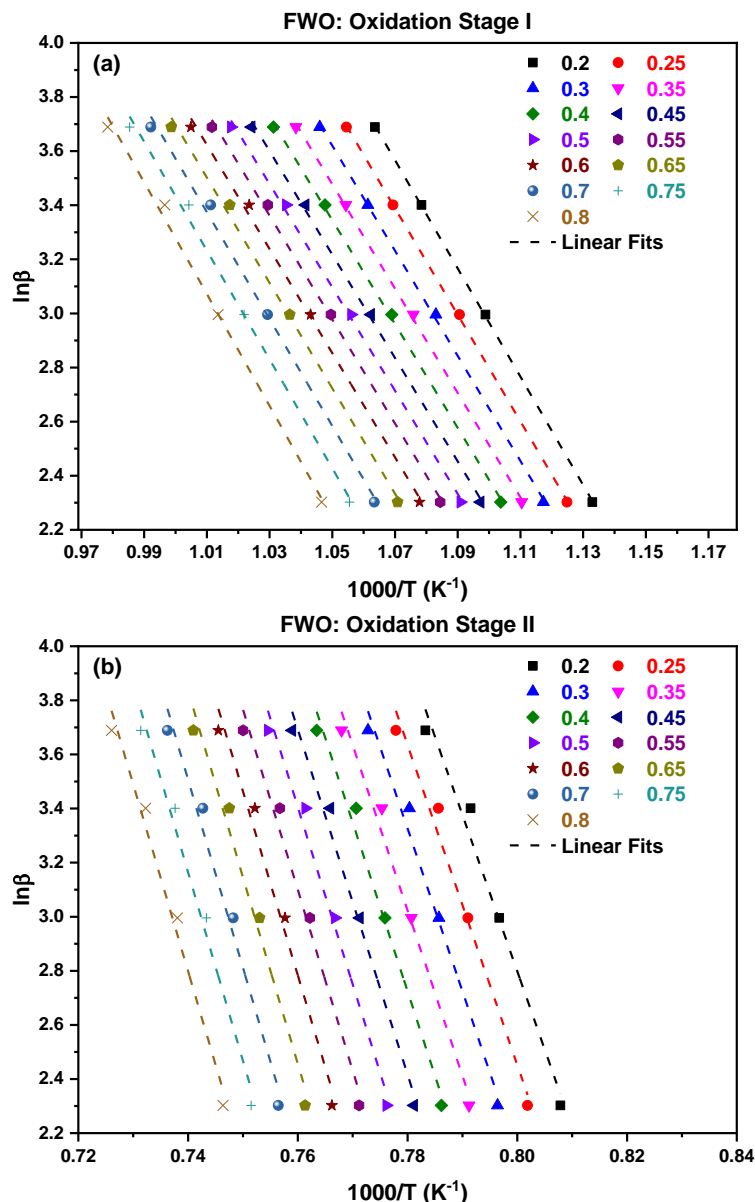 FWO: Oxidation Stage I
(a)
0.2 0.25
0.3 0.35
0.4 0.45
0.5 0.55
0.6 0.65
0.7 0.75
0.8
Linear Fits
4.0
3.8
3.6
3.4
3.2
3.0
2.8
2.6
2.4
2.2
lnβ
0.97 0.99 1.01 1.03 1.05 1.07 1.09 1.11 1.13 1.15 1.17
1000/T (K⁻¹)
FWO: Oxidation Stage II
(b)
0.2 0.25
0.3 0.35
0.4 0.45
0.5 0.55
0.6 0.65
0.7 0.75
0.8
Linear Fits
4.0
3.8
3.6
3.4
3.2
3.0
2.8
2.6
2.4
2.2
lnβ
0.72 0.74 0.76 0.78 0.80 0.82 0.84
1000/T (K⁻¹)